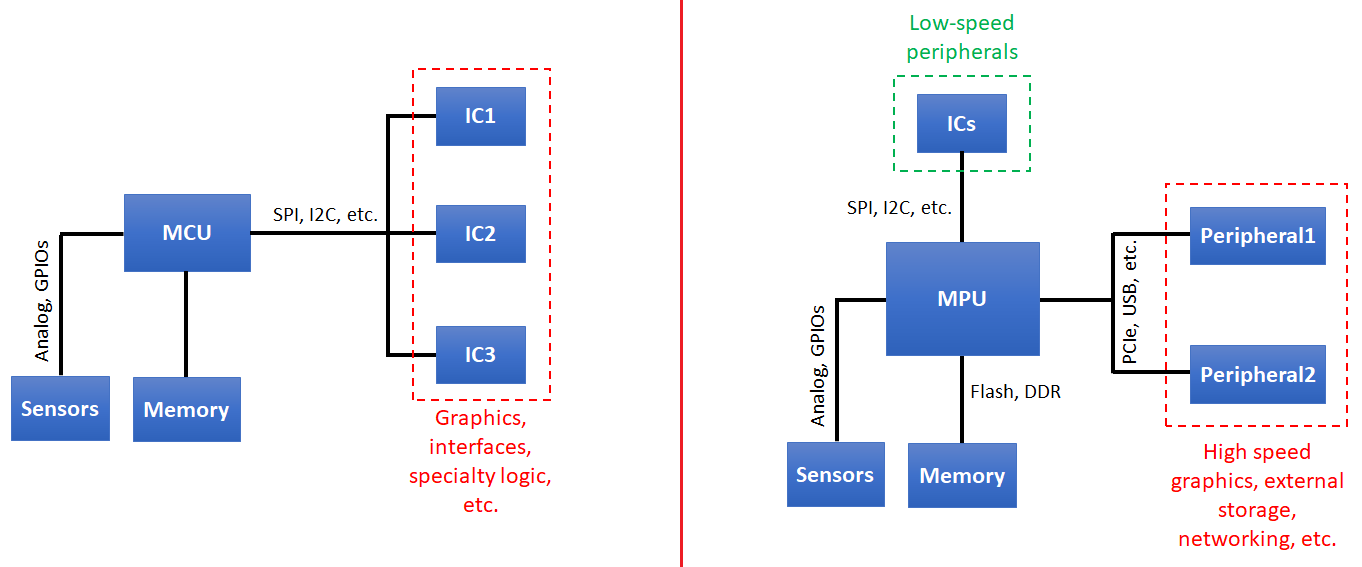 IC1
MCU
SPI, I2C, etc.
IC2
Analog, GPIOs
IC3
Sensors
Memory
Graphics,
interfaces,
specialty logic,
etc.
Low-speed
peripherals
ICs
SPI, I2C, etc.
MPU
Peripheral1
PCIe, USB, etc.
Analog, GPIOs
Peripheral2
Flash, DDR
Sensors
Memory
High speed
graphics, external
storage,
networking, etc.